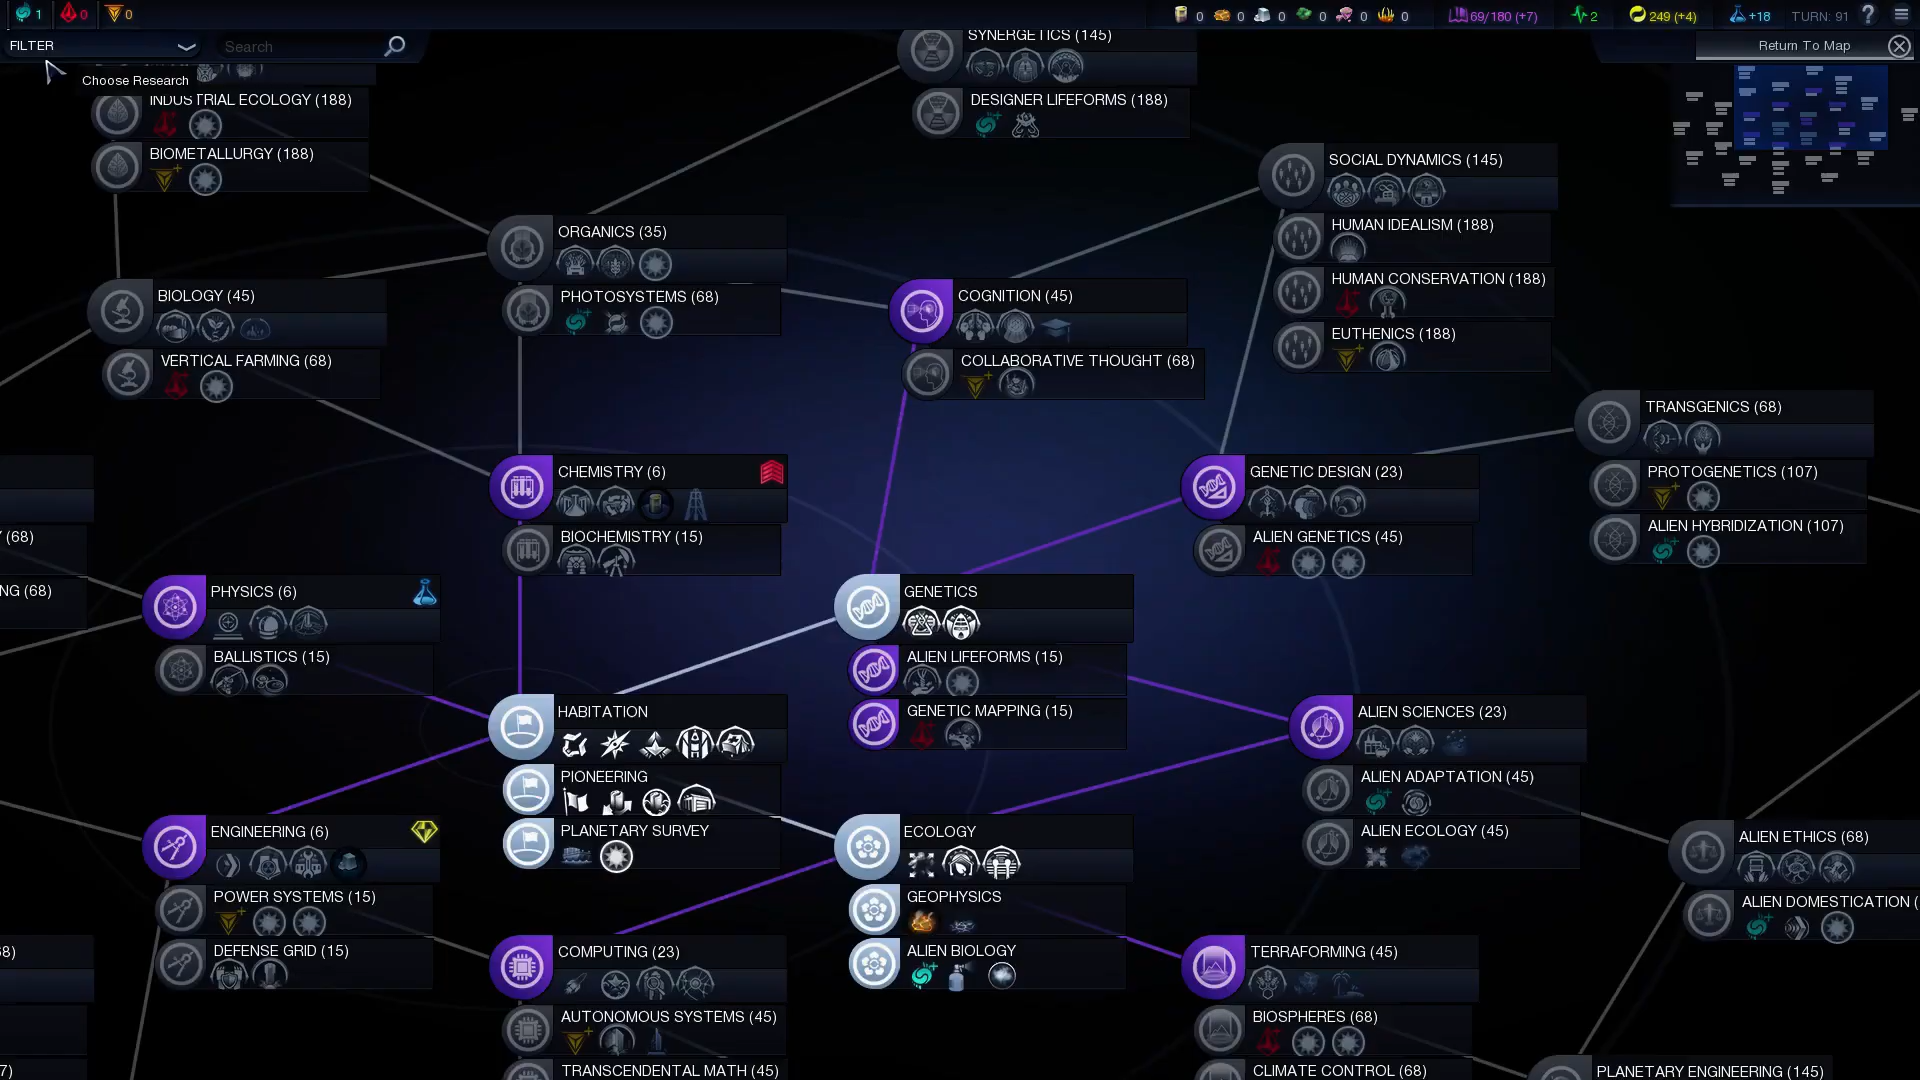 1
0
0
0
0
0
0
0
0
69/180 (+7)
2
249 (+4)
+18
TURN: 91
?
FILTER
Search
Return To Map
Choose Research
INDUSTRIAL ECOLOGY (188)
BIOMETALLURGY (188)
SYNERGETICS (145)
DESIGNER LIFEFORMS (188)
SOCIAL DYNAMICS (145)
HUMAN IDEALISM (188)
HUMAN CONSERVATION (188)
EUTHENICS (188)
ORGANICS (35)
PHOTOSYSTEMS (68)
BIOLOGY (45)
VERTICAL FARMING (68)
COGNITION (45)
COLLABORATIVE THOUGHT (68)
TRANSGENICS (68)
PROTOGENETICS (107)
ALIEN HYBRIDIZATION (107)
CHEMISTRY (6)
BIOCHEMISTRY (15)
GENETIC DESIGN (23)
ALIEN GENETICS (45)
(68)
NG (68)
PHYSICS (6)
BALLISTICS (15)
GENETICS
ALIEN LIFEFORMS (15)
GENETIC MAPPING (15)
HABITATION
PIONEERING
PLANETARY SURVEY
ALIEN SCIENCES (23)
ALIEN ADAPTATION (45)
ALIEN ECOLOGY (45)
ENGINEERING (6)
POWER SYSTEMS (15)
DEFENSE GRID (15)
ECOLOGY
GEOPHYSICS
ALIEN BIOLOGY
ALIEN ETHICS (68)
ALIEN DOMESTICATION (
8)
COMPUTING (23)
AUTONOMOUS SYSTEMS (45)
TRANSCENDENTAL MATH (45)
TERRAFORMING (45)
BIOSPHERES (68)
CLIMATE CONTROL (68)
7)
PLANETARY ENGINEERING (145)